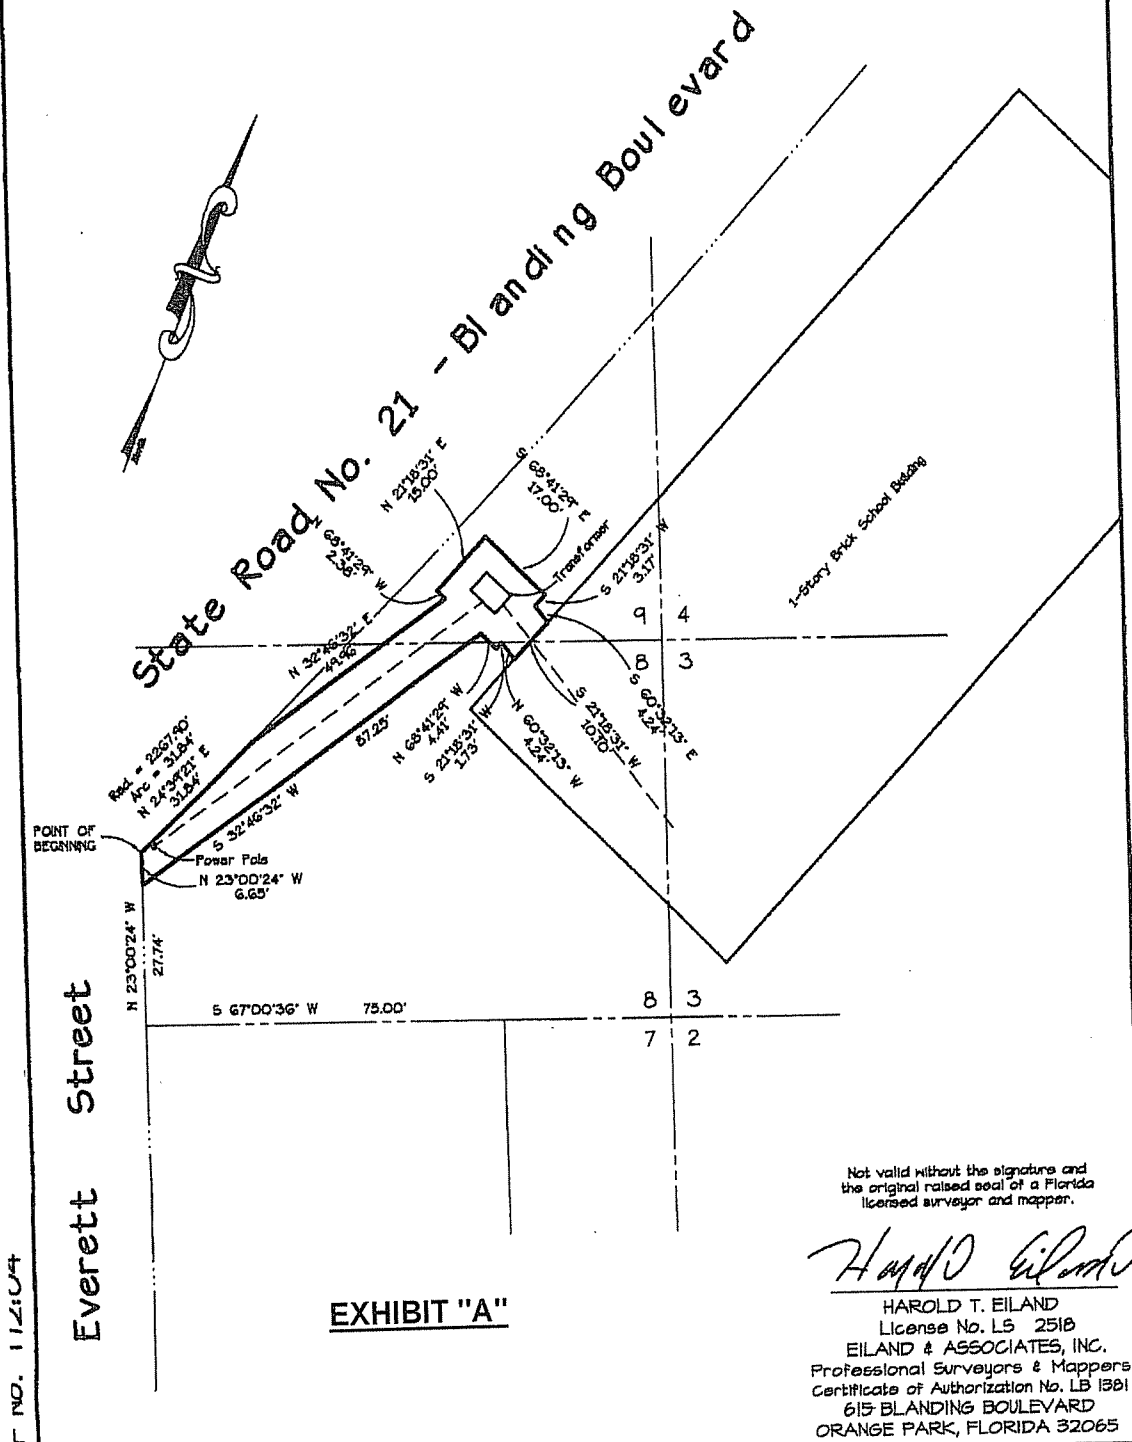 State Road No. 21 - Blanding Boulevard
N 21°18'31" E
15.00'
S 68°41'29" E
17.00'
N 68°41'29" W
2.38'
Transformer
S 21°18'31" W
3.17'
1-Story Brick School Building
9 4
8 3
N 32°46'32" E
49.96'
S 60°32'13" E
4.24'
S 21°18'31" W
10.10'
N 60°32'13" W
4.24'
N 68°41'29" W
4.41'
S 21°18'31" W
1.73'
87.25'
S 32°46'32" W
Rad. = 2267.90'
Arc = 31.84'
N 24°39'21" E
31.84'
POINT OF
BEGINNING
Power Pole
N 23°00'24" W
6.65'
N 23°00'24" W
27.74'
S 67°00'36" W 75.00'
8 3
7 2
Everett Street
Not valid without the signature and
the original raised seal of a Florida
licensed surveyor and mapper.
Harold Eiland
HAROLD T. EILAND
License No. LS 2518
EILAND & ASSOCIATES, INC.
Professional Surveyors & Mappers
Certificate of Authorization No. LB 1381
615 BLANDING BOULEVARD
ORANGE PARK, FLORIDA 32065
EXHIBIT "A"